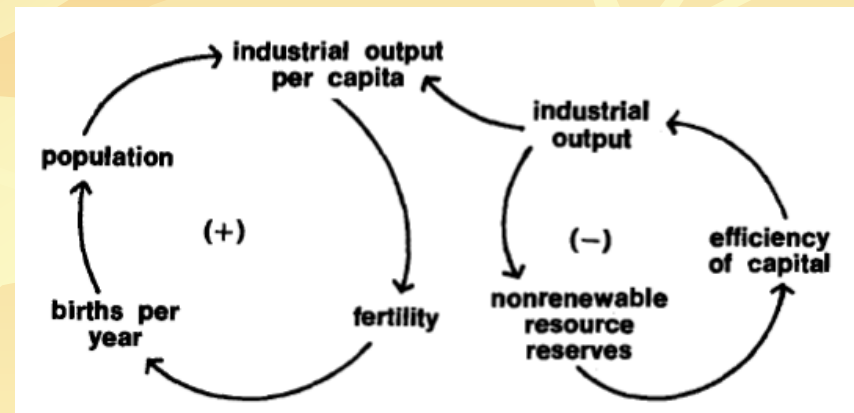 industrial output
per capita
industrial
output
population
(+)
(−)
efficiency
of capital
births per
year
fertility
nonrenewable
resource
reserves